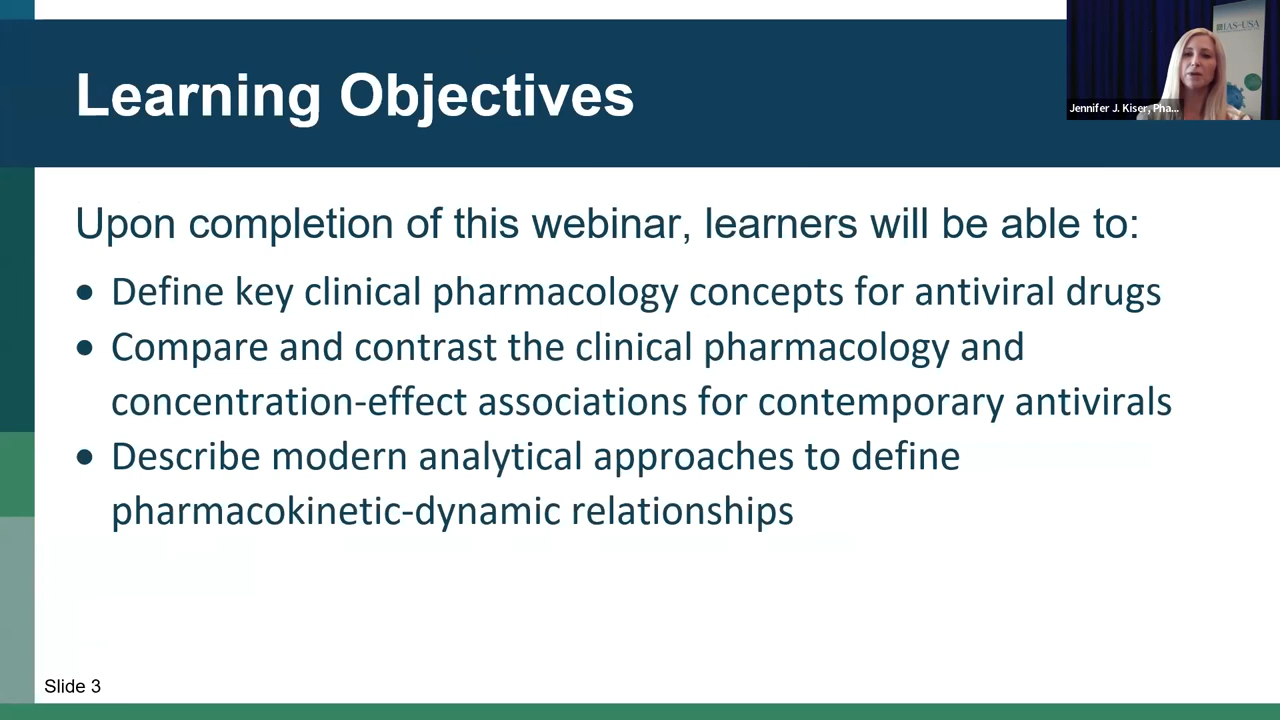 Learning Objectives
IAS-USA
Jennifer J. Kiser, Pha...
Upon completion of this webinar, learners will be able to:
• Define key clinical pharmacology concepts for antiviral drugs
• Compare and contrast the clinical pharmacology and
concentration-effect associations for contemporary antivirals
• Describe modern analytical approaches to define
pharmacokinetic-dynamic relationships
Slide 3